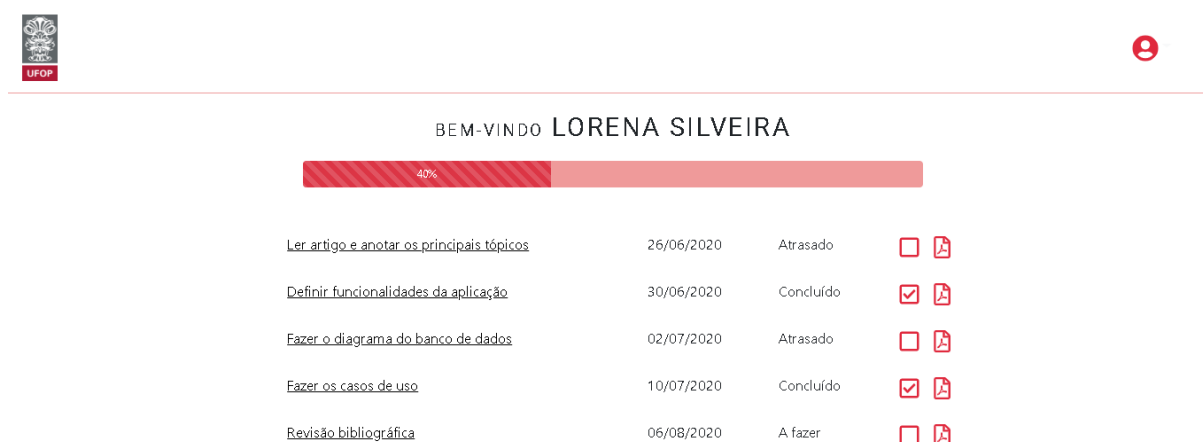 UFOP
BEM-VINDO LORENA SILVEIRA
40%
Ler artigo e anotar os principais tópicos 26/06/2020 Atrasado
Definir funcionalidades da aplicação 30/06/2020 Concluído
Fazer o diagrama do banco de dados 02/07/2020 Atrasado
Fazer os casos de uso 10/07/2020 Concluído
Revisão bibliográfica 06/08/2020 A fazer